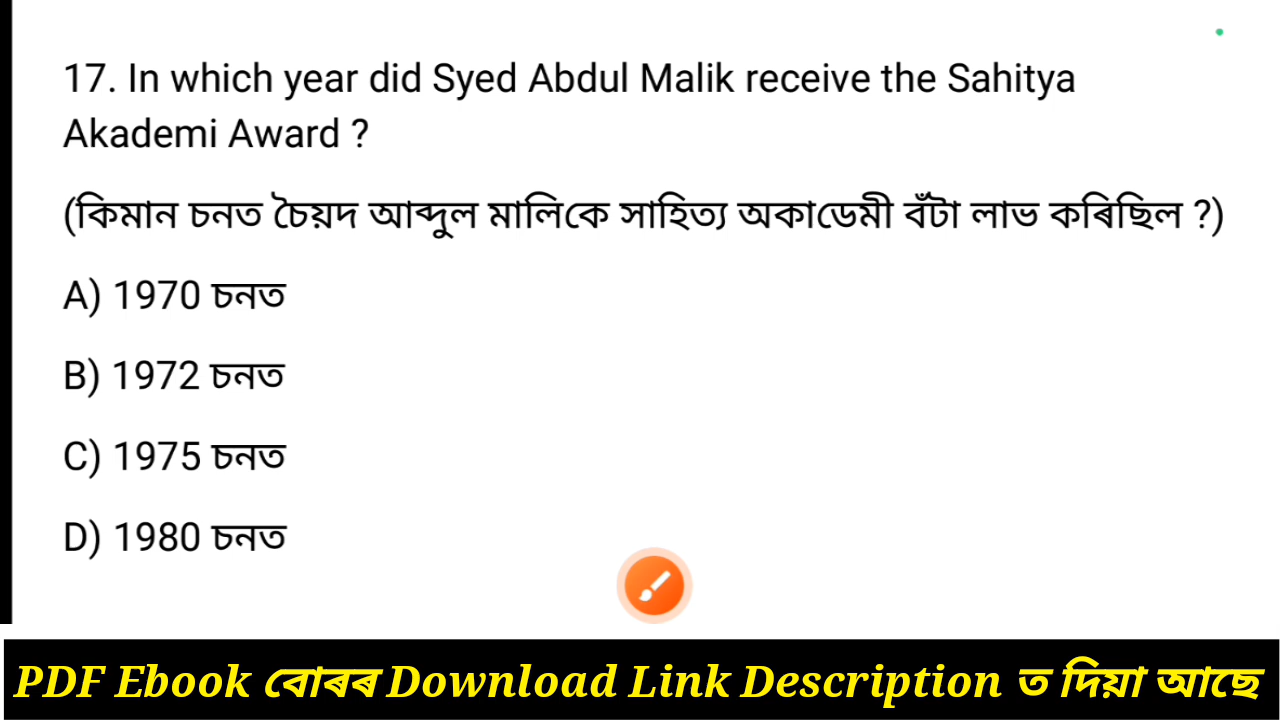 17. In which year did Syed Abdul Malik receive the Sahitya
Akademi Award ?
(কিমান চনত চৈয়দ আব্দুল মালিকে সাহিত্য অকাডেমী বঁটা লাভ কৰিছিল ?)
A) 1970 চনত
B) 1972 চনত
C) 1975 চনত
D) 1980 চনত
PDF Ebook বোৰৰ Download Link Description ত দিয়া আছে